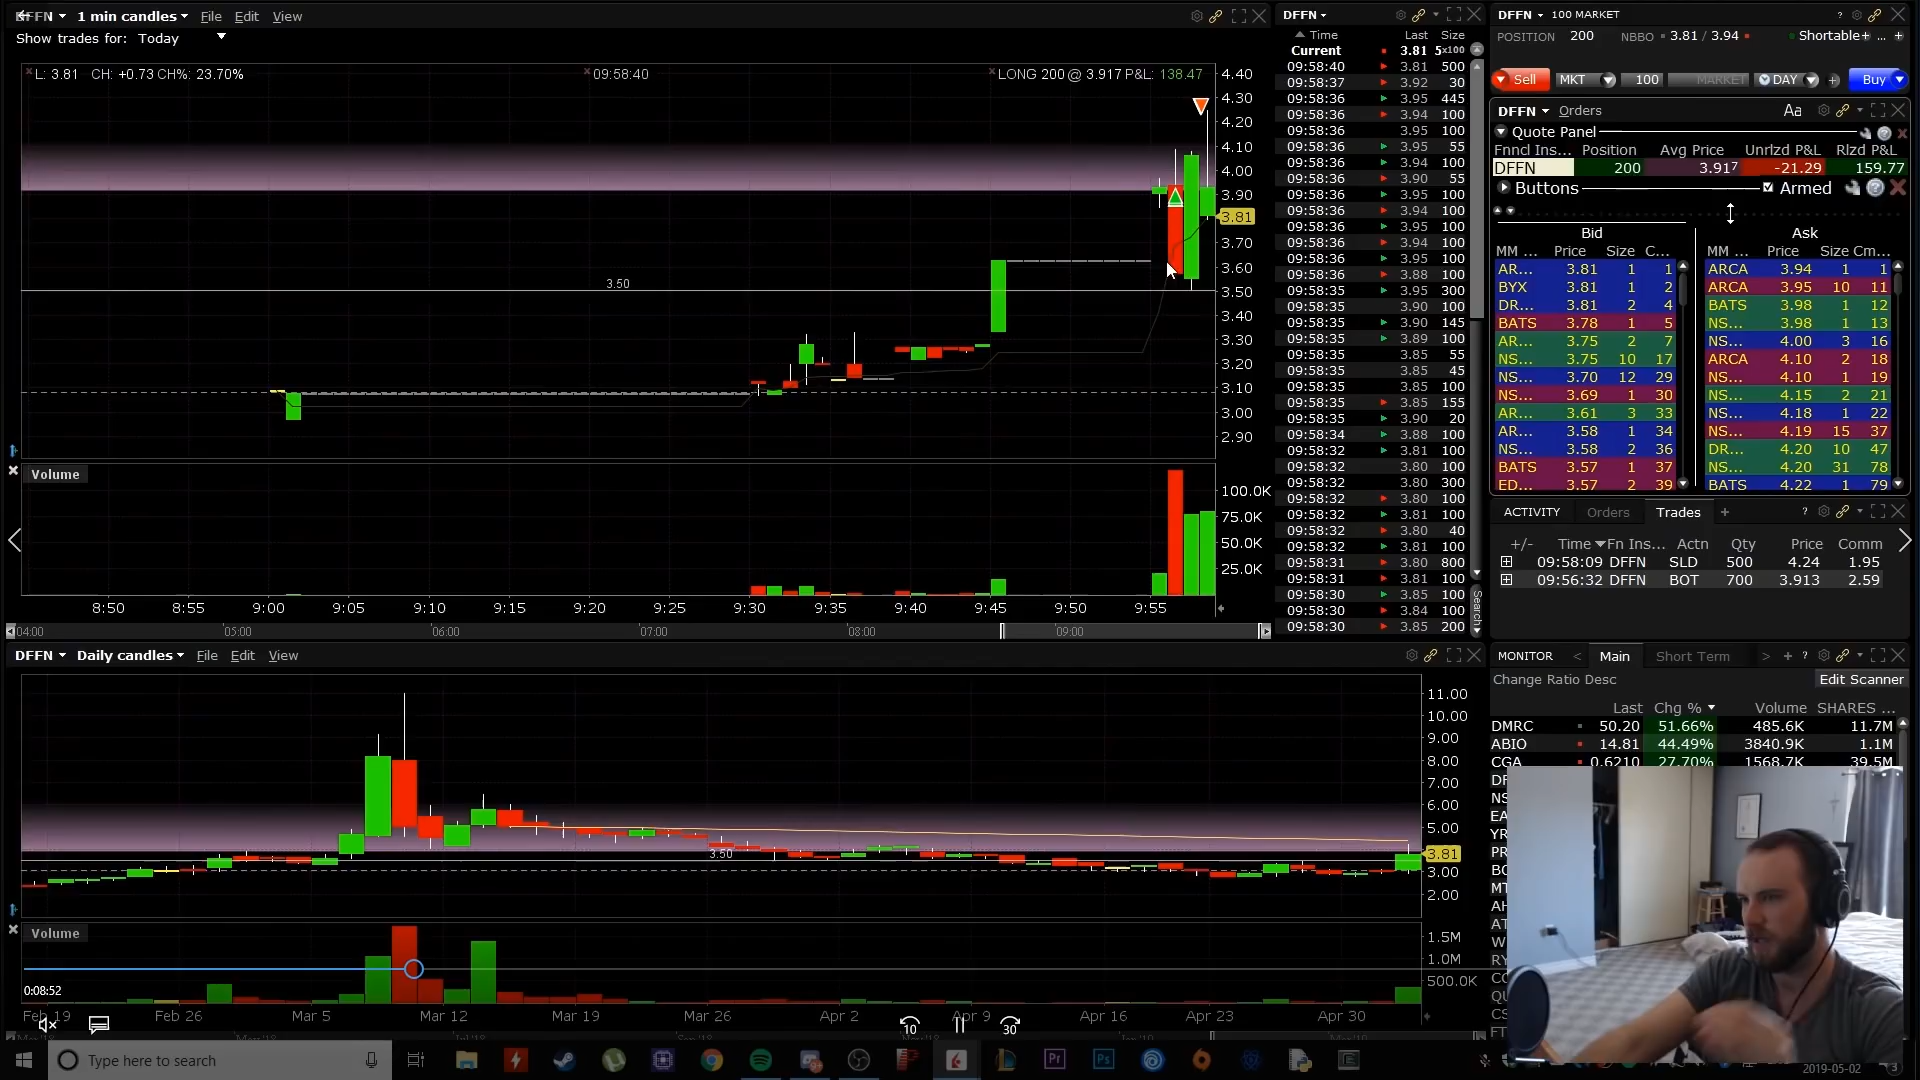 DFFN 1 min candles File Edit View
Show trades for: Today
L: 3.81 CH: +0.73 CH%: 23.70%
09:58:40
LONG 200 @ 3.917 P&L: 138.47
4.40
4.30
4.20
4.10
4.00
3.90
3.81
3.70
3.60
3.50
3.40
3.30
3.20
3.10
3.00
2.90
3.50
Volume
100.0K
75.0K
50.0K
25.0K
8:50 8:55 9:00 9:05 9:10 9:15 9:20 9:25 9:30 9:35 9:40 9:45 9:50 9:55
04:00 05:00 06:00 07:00 08:00 09:00
DFFN Daily candles File Edit View
11.00
10.00
9.00
8.00
7.00
6.00
5.00
3.81
3.00
2.00
3.50
Volume
1.5M
1.0M
500.0K
0:08:52
Feb 19 Feb 26 Mar 5 Mar 12 Mar 19 Mar 26 Apr 2 Apr 9 Apr 16 Apr 23 Apr 30
10 30
Type here to search
DFFN
Time Last Size
Current 3.81 5x100
09:58:40 3.81 500
09:58:37 3.92 30
09:58:36 3.95 445
09:58:36 3.94 100
09:58:36 3.95 100
09:58:36 3.95 55
09:58:36 3.94 100
09:58:36 3.90 55
09:58:36 3.95 100
09:58:36 3.94 100
09:58:36 3.95 100
09:58:36 3.94 100
09:58:36 3.95 100
09:58:36 3.88 100
09:58:35 3.95 300
09:58:35 3.90 100
09:58:35 3.90 145
09:58:35 3.89 100
09:58:35 3.85 55
09:58:35 3.85 45
09:58:35 3.85 100
09:58:35 3.85 155
09:58:35 3.90 20
09:58:34 3.88 100
09:58:32 3.81 100
09:58:32 3.80 100
09:58:32 3.80 300
09:58:32 3.80 100
09:58:32 3.81 100
09:58:32 3.80 40
09:58:32 3.81 100
09:58:31 3.80 800
09:58:31 3.81 100
09:58:30 3.85 100
09:58:30 3.84 100
09:58:30 3.85 200
Search
DFFN 100 MARKET
POSITION 200 NBBO 3.81 / 3.94 Shortable
Sell MKT 100 MARKET DAY Buy
DFFN Orders Aa
Quote Panel
Fnncl Ins... Position Avg Price Unrlzd P&L Rlzd P&L
DFFN 200 3.917 -21.29 159.77
Buttons Armed
Bid
MM ... Price Size C...
AR... 3.81 1 1
BYX 3.81 1 2
DR... 3.81 2 4
BATS 3.78 1 5
AR... 3.75 2 7
NS... 3.75 10 17
NS... 3.70 12 29
NS... 3.69 1 30
AR... 3.61 3 33
AR... 3.58 1 34
NS... 3.58 2 36
BATS 3.57 1 37
ED... 3.57 2 39
Ask
MM ... Price Size Cm...
ARCA 3.94 1 1
ARCA 3.95 10 11
BATS 3.98 1 12
NS... 3.98 1 13
NS... 4.00 3 16
ARCA 4.10 2 18
NS... 4.10 1 19
NS... 4.15 2 21
NS... 4.18 1 22
NS... 4.19 15 37
DR... 4.20 10 47
NS... 4.20 31 78
BATS 4.22 1 79
ACTIVITY Orders Trades +
+/- Time Fn Ins... Actn Qty Price Comm
09:58:09 DFFN SLD 500 4.24 1.95
09:56:32 DFFN BOT 700 3.913 2.59
MONITOR Main Short Term
Change Ratio Desc Edit Scanner
Last Chg % Volume SHARES ...
DMRC 50.20 51.66% 485.6K 11.7M
ABIO 14.81 44.49% 3840.9K 1.1M
CGA 0.6210 27.70% 1568.7K 39.5M
2019-05-02